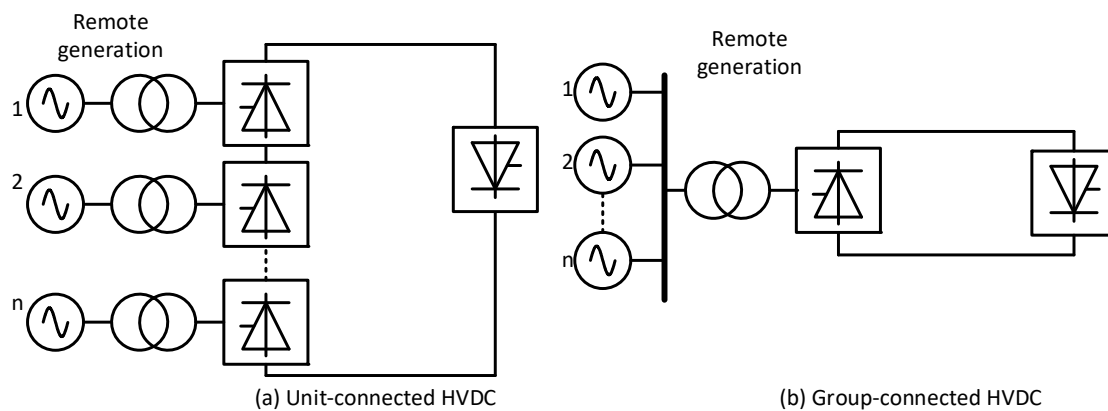 Remote
generation
1
2
n
(a) Unit-connected HVDC
Remote
generation
1
2
n
(b) Group-connected HVDC